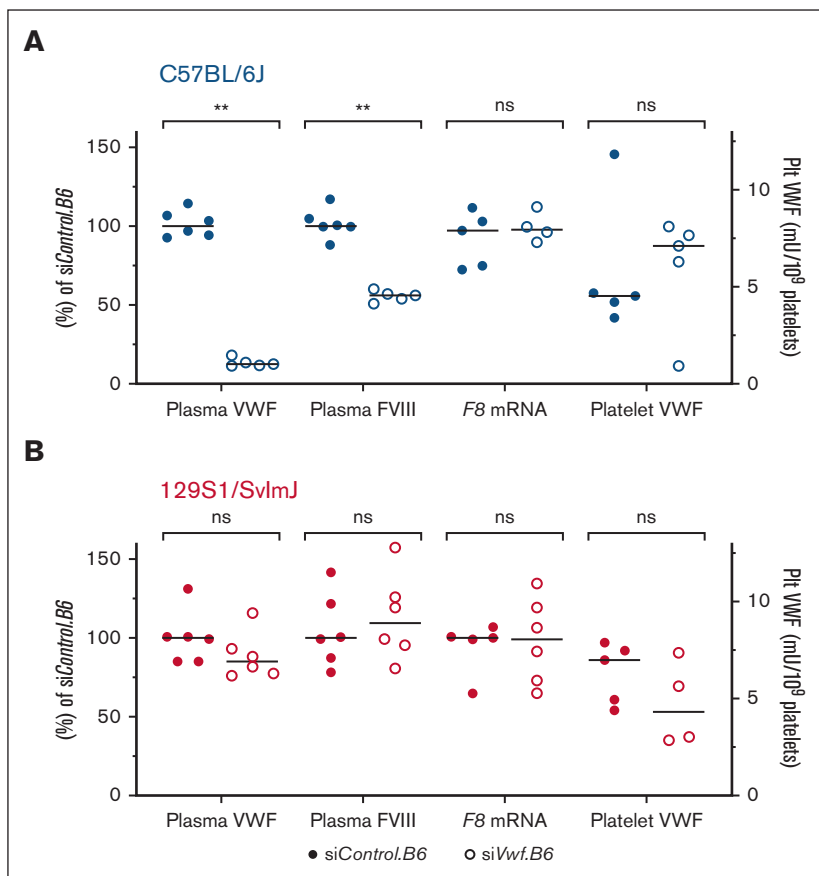 A
C57BL/6J
** ** ns ns
150
100
50
0
(%) of siControl.B6
10
5
0
Plt VWF (mU/10⁹ platelets)
Plasma VWF Plasma FVIII F8 mRNA Platelet VWF
B
129S1/SvImJ
ns ns ns ns
150
100
50
0
(%) of siControl.B6
10
5
0
Plt VWF (mU/10⁹ platelets)
Plasma VWF Plasma FVIII F8 mRNA Platelet VWF
siControl.B6 siVwf.B6